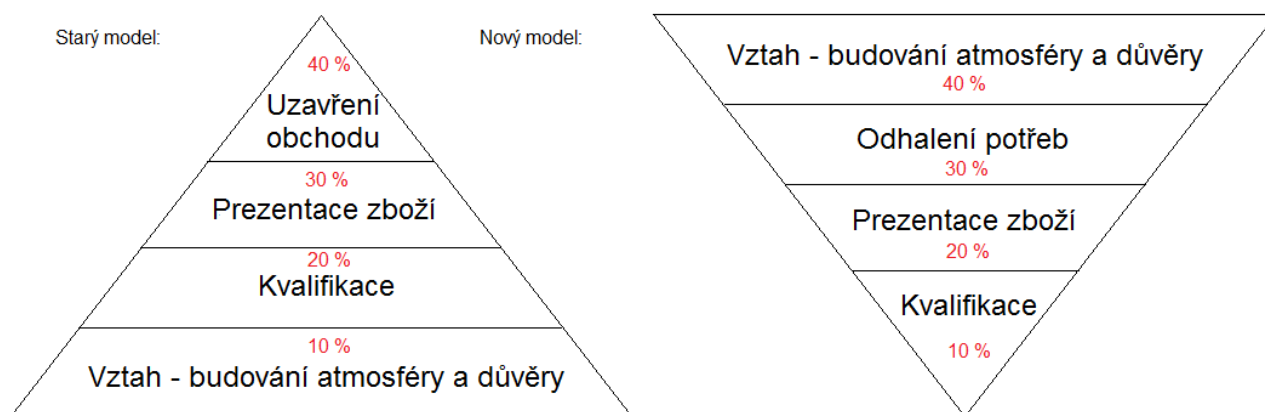 Starý model:
40 %
Uzavření
obchodu
30 %
Prezentace zboží
20 %
Kvalifikace
10 %
Vztah - budování atmosféry a důvěry
Nový model:
Vztah - budování atmosféry a důvěry
40 %
Odhalení potřeb
30 %
Prezentace zboží
20 %
Kvalifikace
10 %